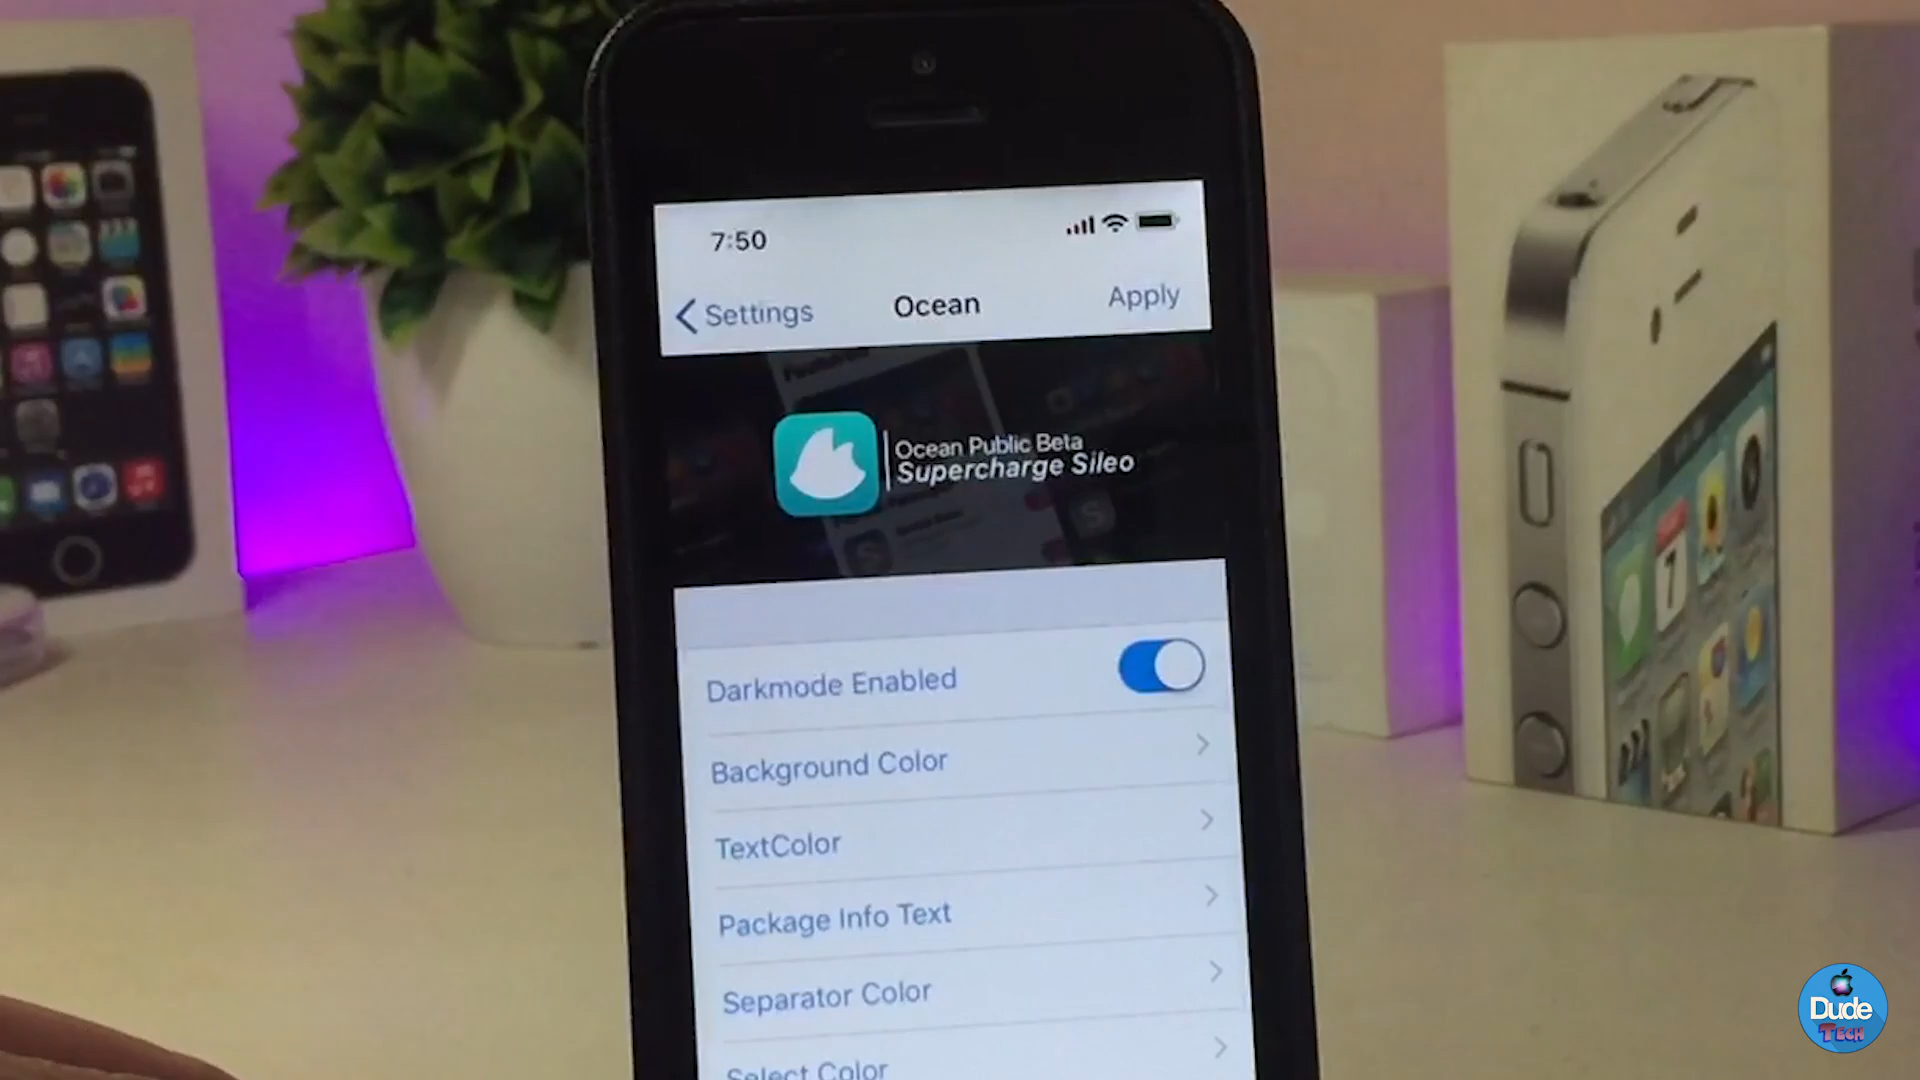 7:50
Settings
Ocean
Apply
Ocean Public Beta
Supercharge Sileo
Darkmode Enabled
Background Color
TextColor
Package Info Text
Separator Color
Select Color
7
Dude
TECH